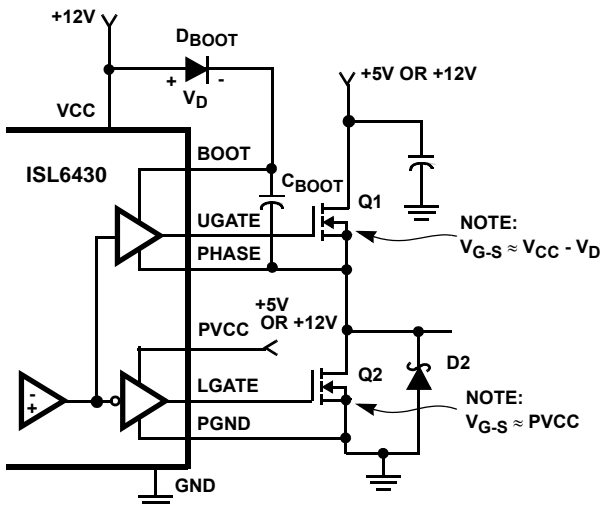 +12V
DBOOT
+ -
VD
+5V OR +12V
VCC
BOOT
ISL6430
CBOOT
Q1
UGATE
NOTE:
VG-S ≈ VCC - VD
PHASE
+5V
OR +12V
PVCC
D2
Q2
LGATE
NOTE:
VG-S ≈ PVCC
-
+
PGND
GND